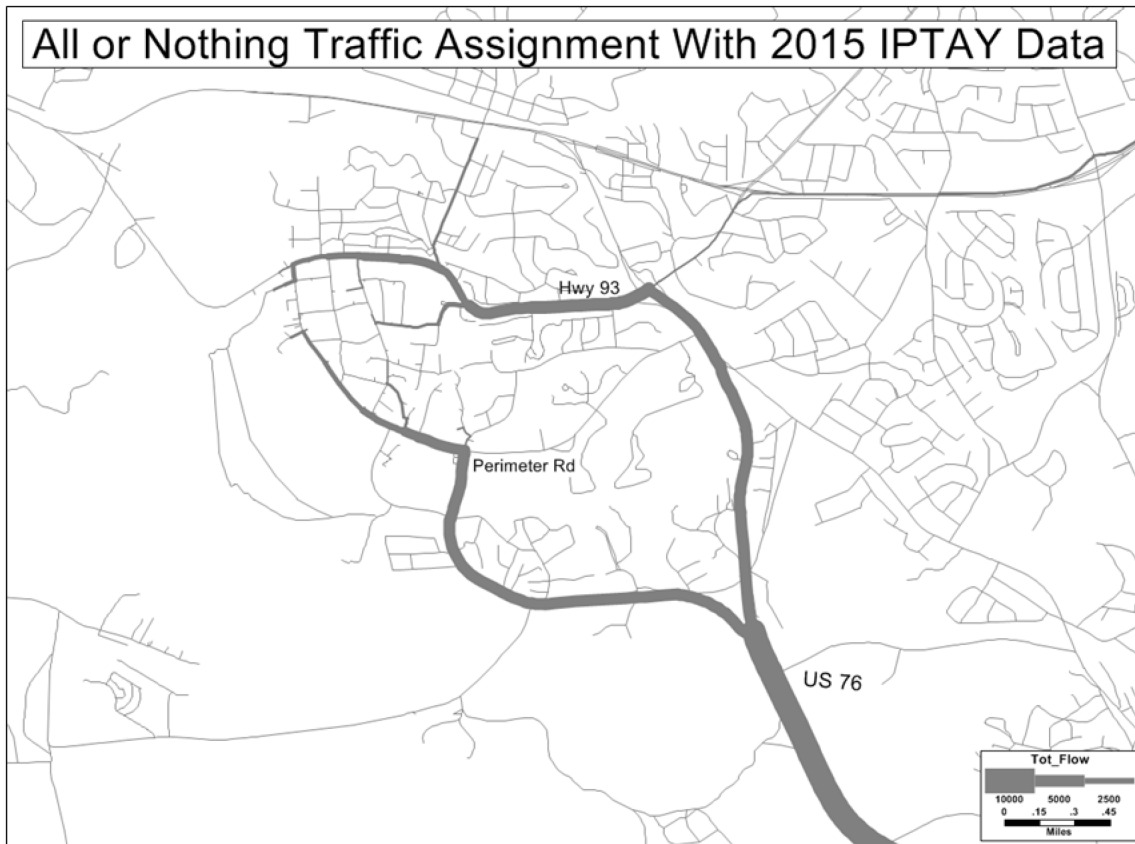 All or Nothing Traffic Assignment With 2015 IPTAY Data
Hwy 93
Perimeter Rd
US 76
Tot_Flow
10000 5000 2500
0 .15 .3 .45
Miles